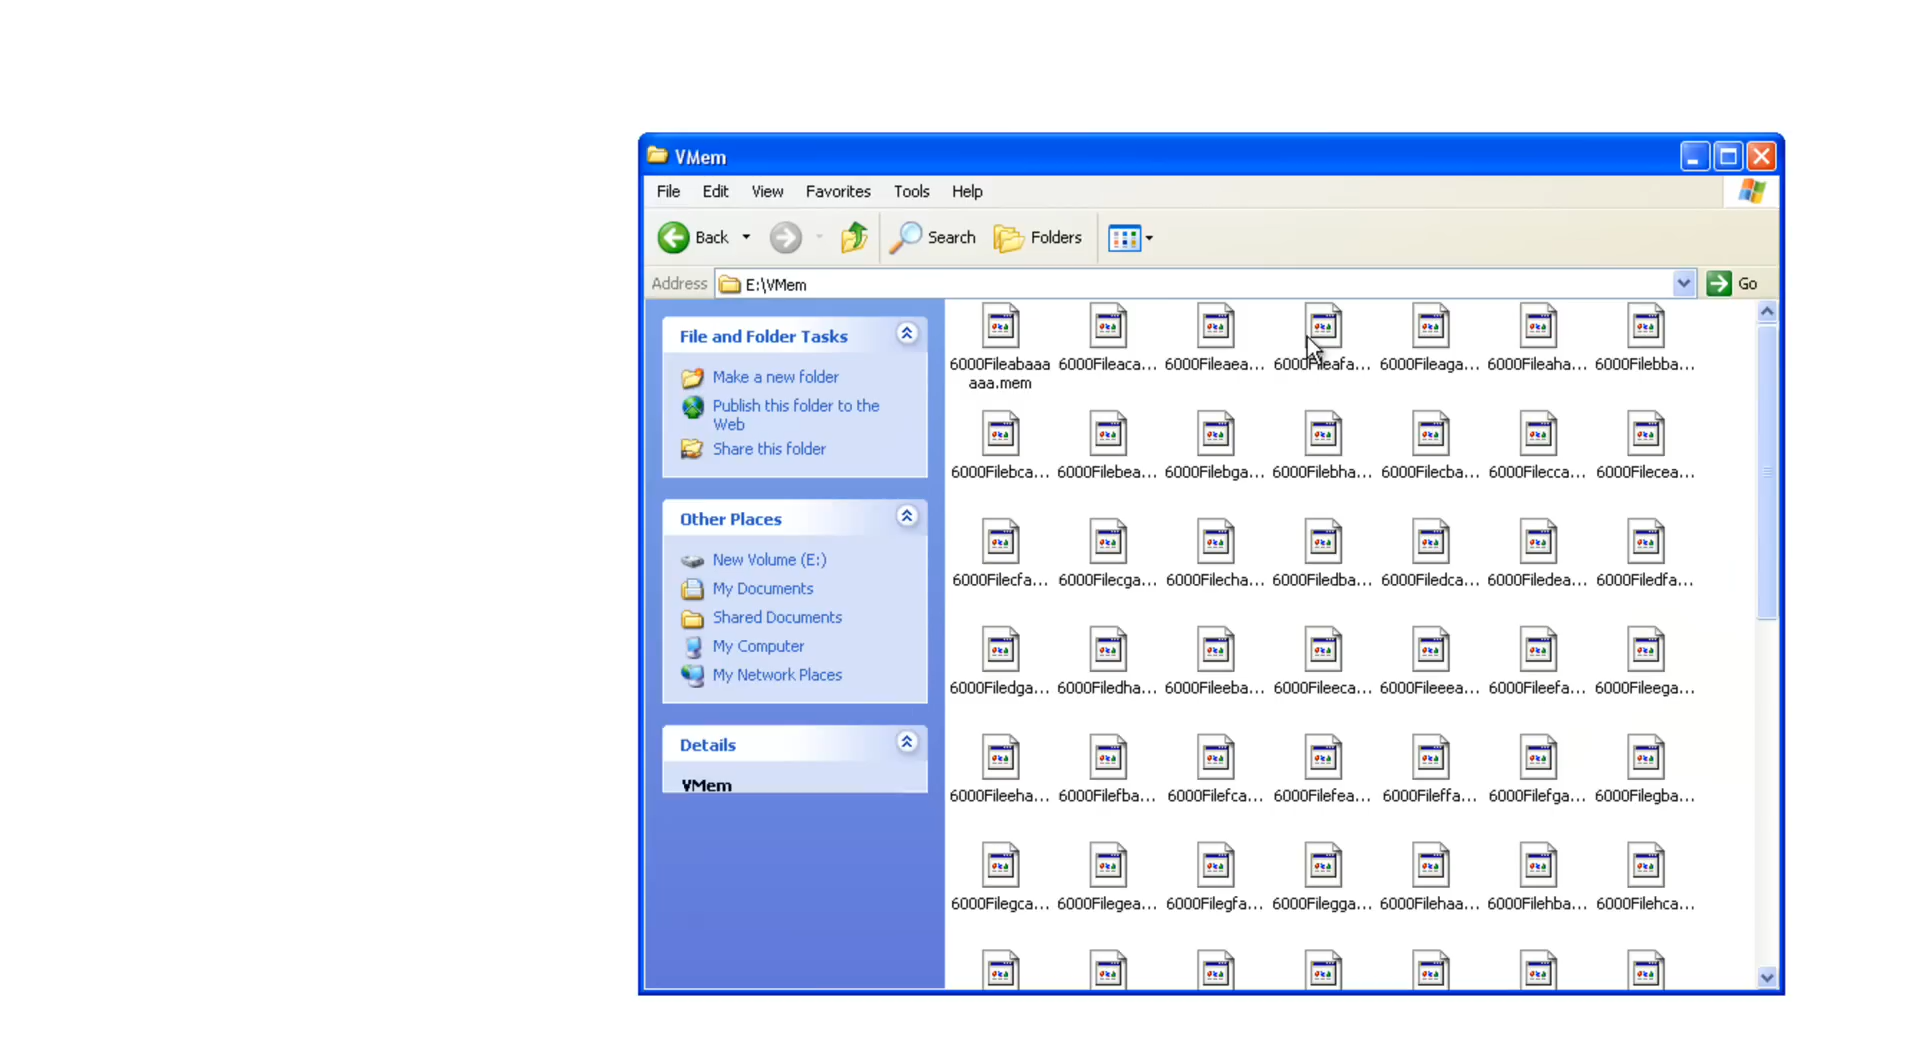 VMem
File Edit View Favorites Tools Help
Back Search Folders
Address E:\VMem Go
File and Folder Tasks
Make a new folder
Publish this folder to the
Web
Share this folder
Other Places
New Volume (E:)
My Documents
Shared Documents
My Computer
My Network Places
Details
VMem
6000Fileabaaa 6000Fileaca... 6000Fileaea... 6000Fileafa... 6000Fileaga... 6000Fileaha... 6000Filebba...
aaa.mem
6000Filebca... 6000Filebea... 6000Filebga... 6000Filebha... 6000Filecba... 6000Filecca... 6000Filecea...
6000Filecfa... 6000Filecga... 6000Filecha... 6000Filedba... 6000Filedca... 6000Filedea... 6000Filedfa...
6000Filedga... 6000Filedha... 6000Fileeba... 6000Fileeca... 6000Fileeea... 6000Fileefa... 6000Fileega...
6000Fileeha... 6000Filefba... 6000Filefca... 6000Filefea... 6000Fileffa... 6000Filefga... 6000Filegba...
6000Filegca... 6000Filegea... 6000Filegfa... 6000Filegga... 6000Filehaa... 6000Filehba... 6000Filehca...